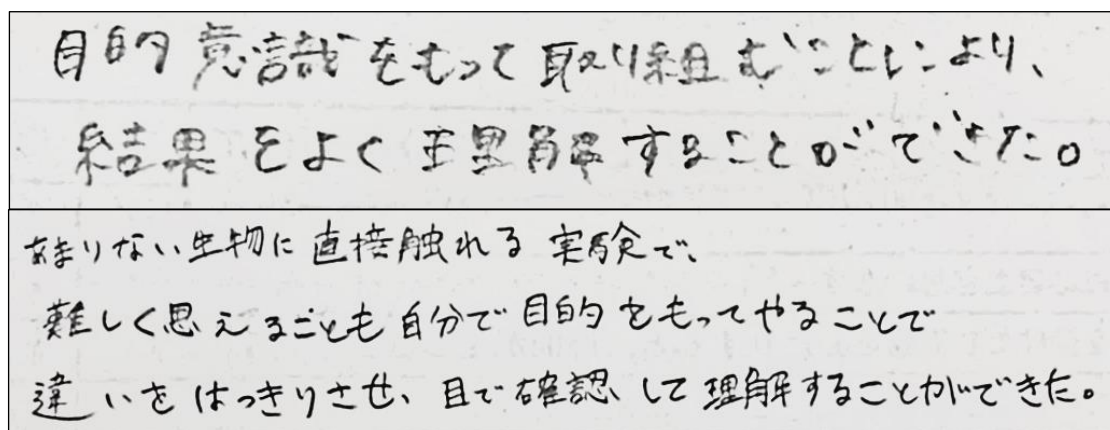 目的意識をもって取り組むことにより、
結果をよく理解することができた。
あまりない生物に直接触れる実験で、
難しく思えることも自分で目的をもってやることで
違いをはっきりさせ、目で確認して理解することができた。